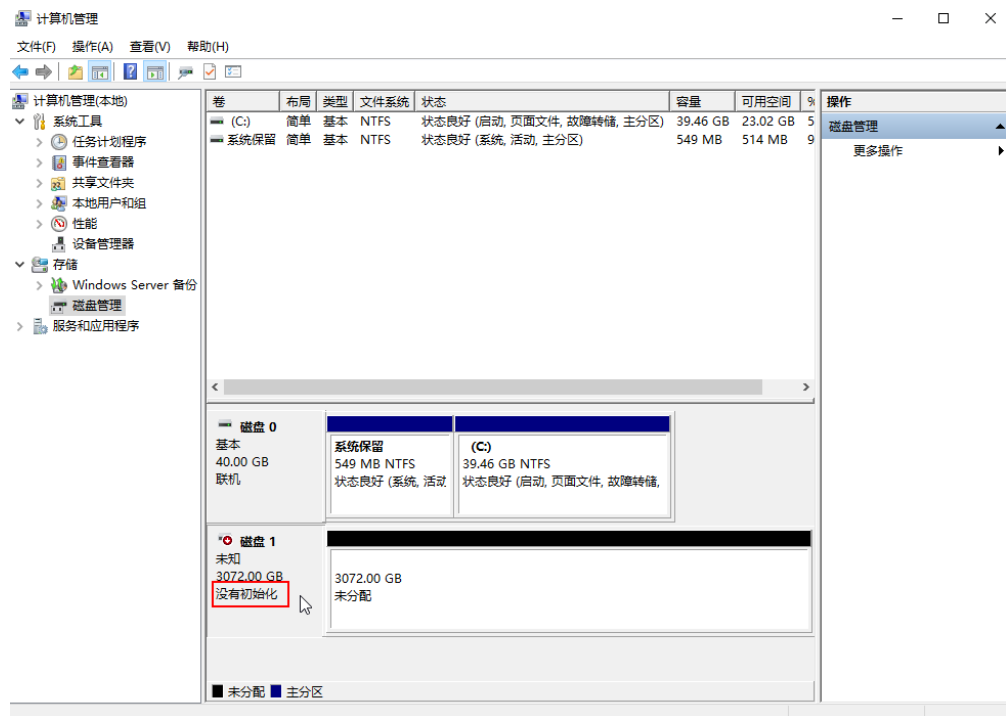 计算机管理
文件(F) 操作(A) 查看(V) 帮助(H)
计算机管理(本地)
系统工具
任务计划程序
事件查看器
共享文件夹
本地用户和组
性能
设备管理器
存储
Windows Server 备份
磁盘管理
服务和应用程序
卷 布局 类型 文件系统 状态 容量 可用空间 %
(C:) 简单 基本 NTFS 状态良好 (启动, 页面文件, 故障转储, 主分区) 39.46 GB 23.02 GB 5
系统保留 简单 基本 NTFS 状态良好 (系统, 活动, 主分区) 549 MB 514 MB 9
磁盘 0
基本
40.00 GB
联机
系统保留
549 MB NTFS
状态良好 (系统, 活动
(C:)
39.46 GB NTFS
状态良好 (启动, 页面文件, 故障转储,
磁盘 1
未知
3072.00 GB
没有初始化
3072.00 GB
未分配
未分配 主分区
操作
磁盘管理
更多操作